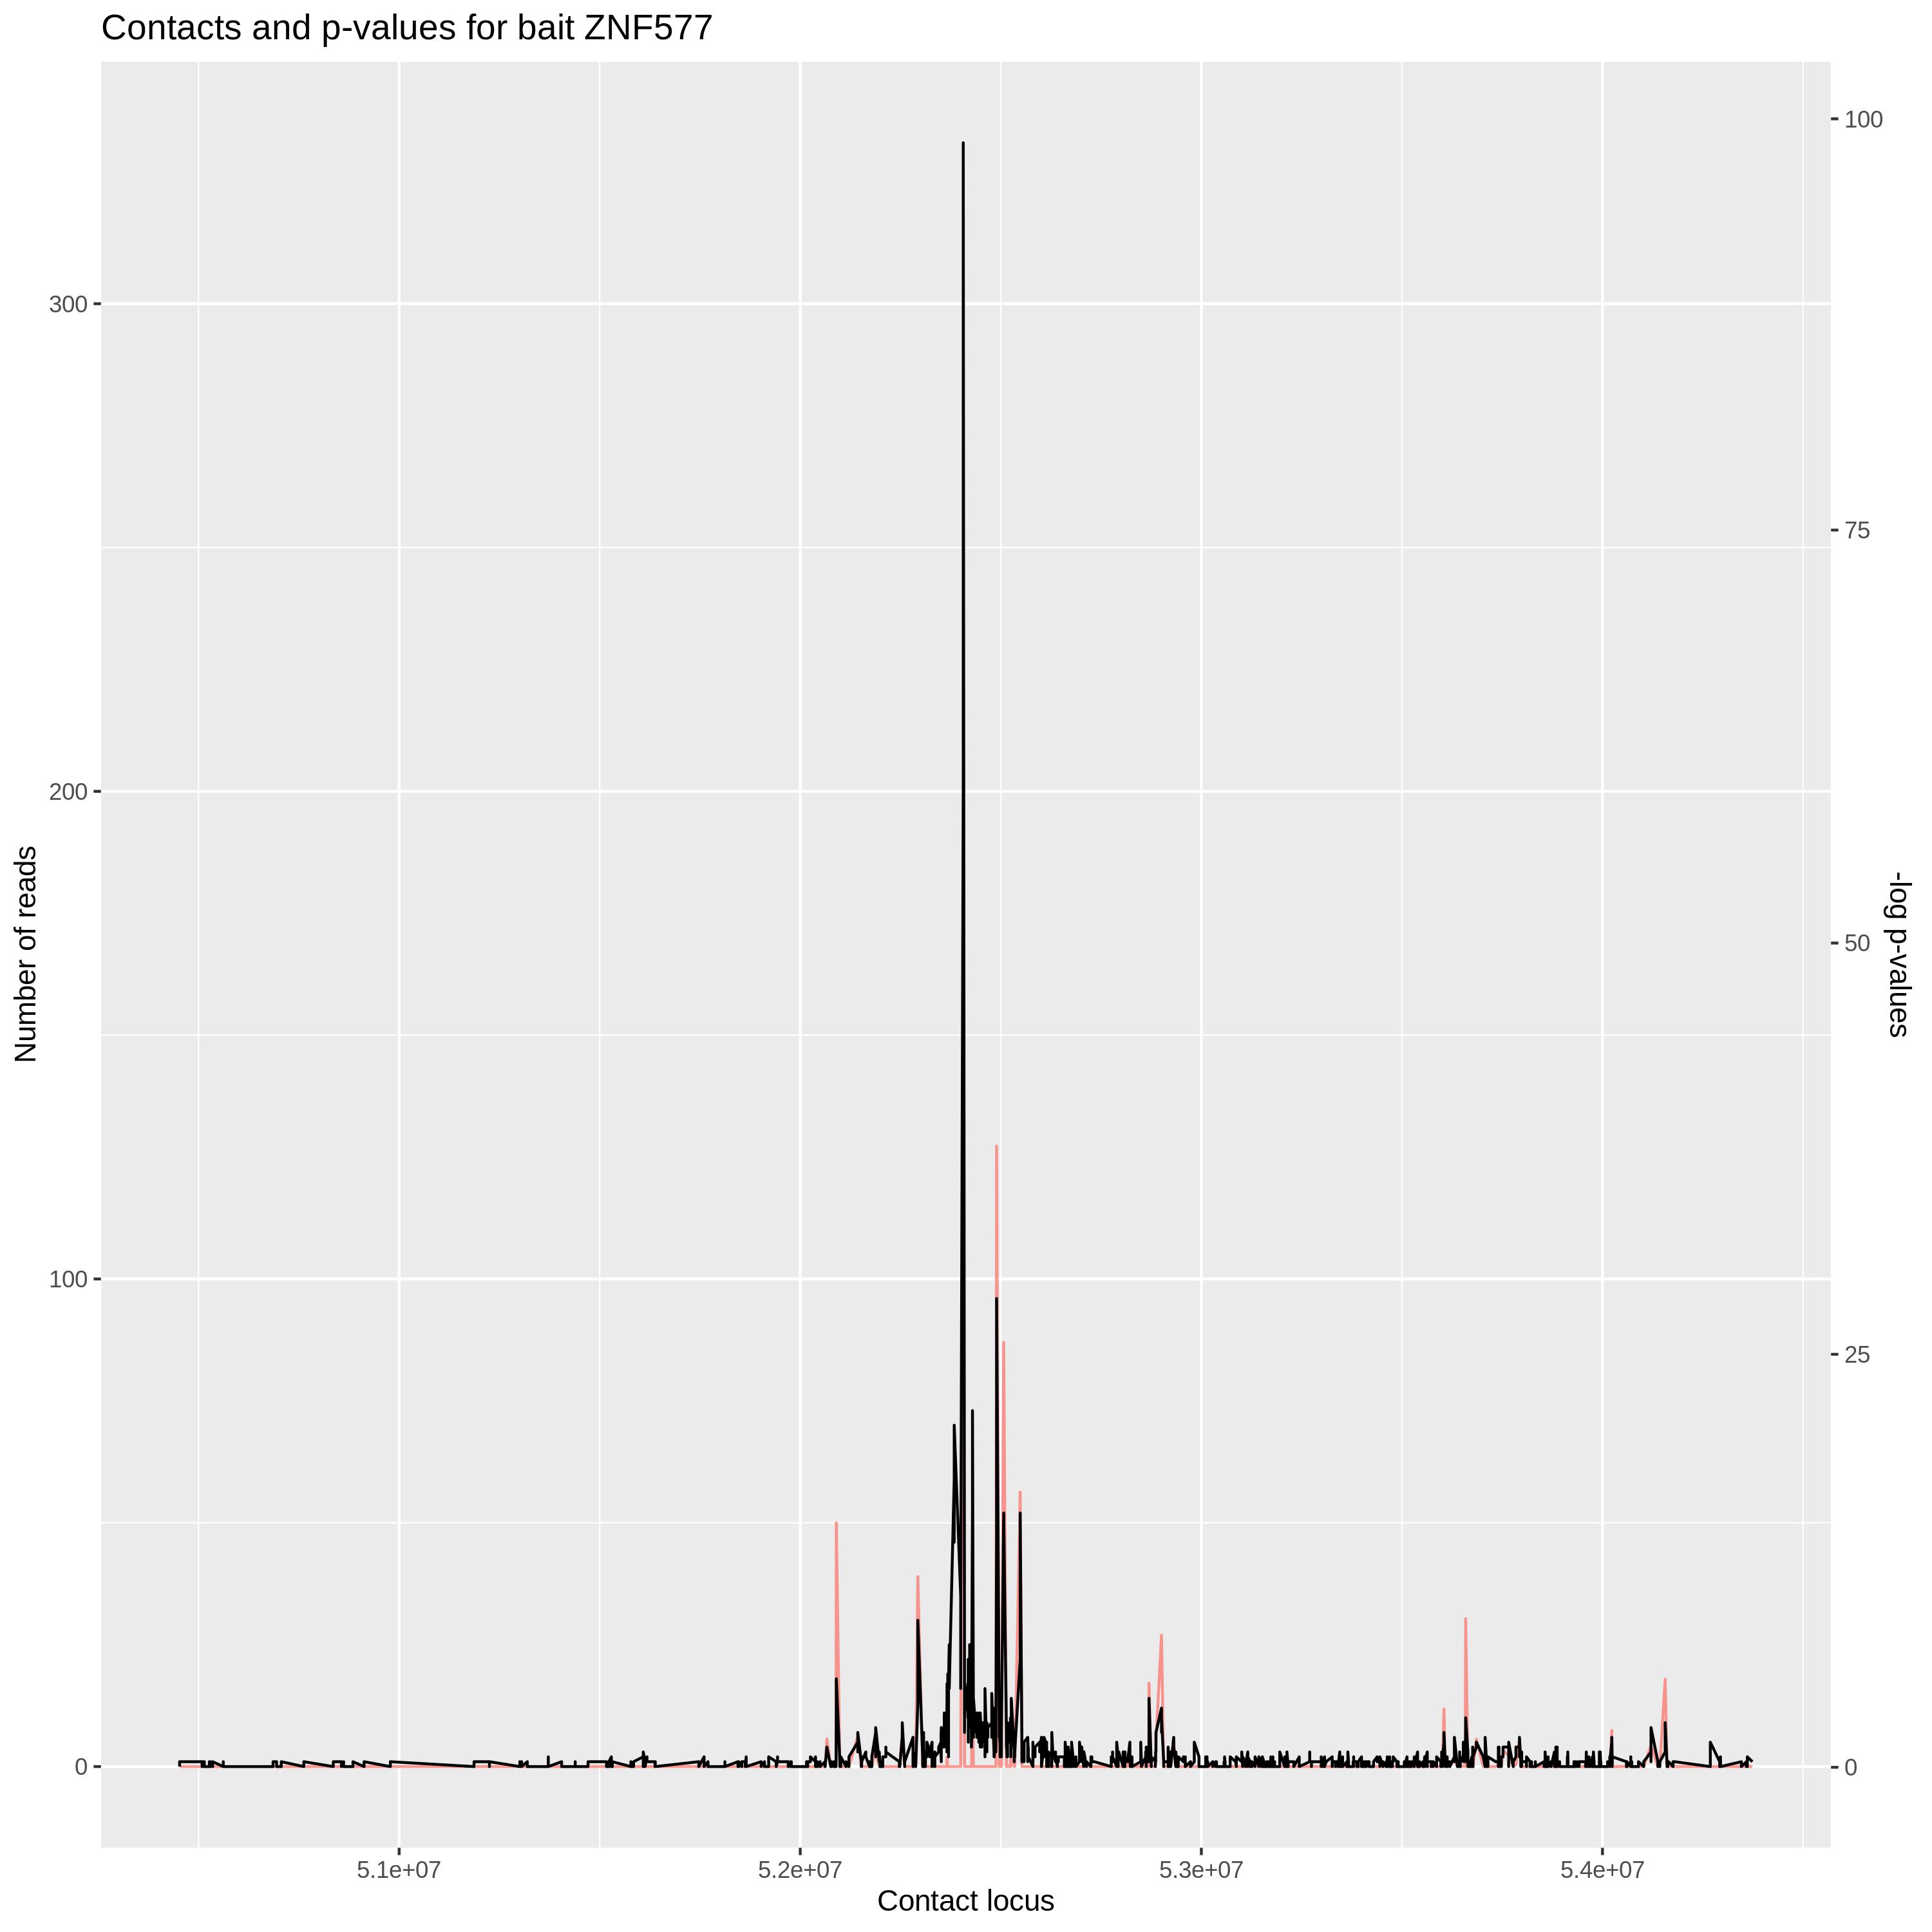 Contacts and p-values for bait ZNF577
Number of reads
300
200
100
0
-log p-values
100
75
50
25
0
5.1e+07
5.2e+07
5.3e+07
5.4e+07
Contact locus